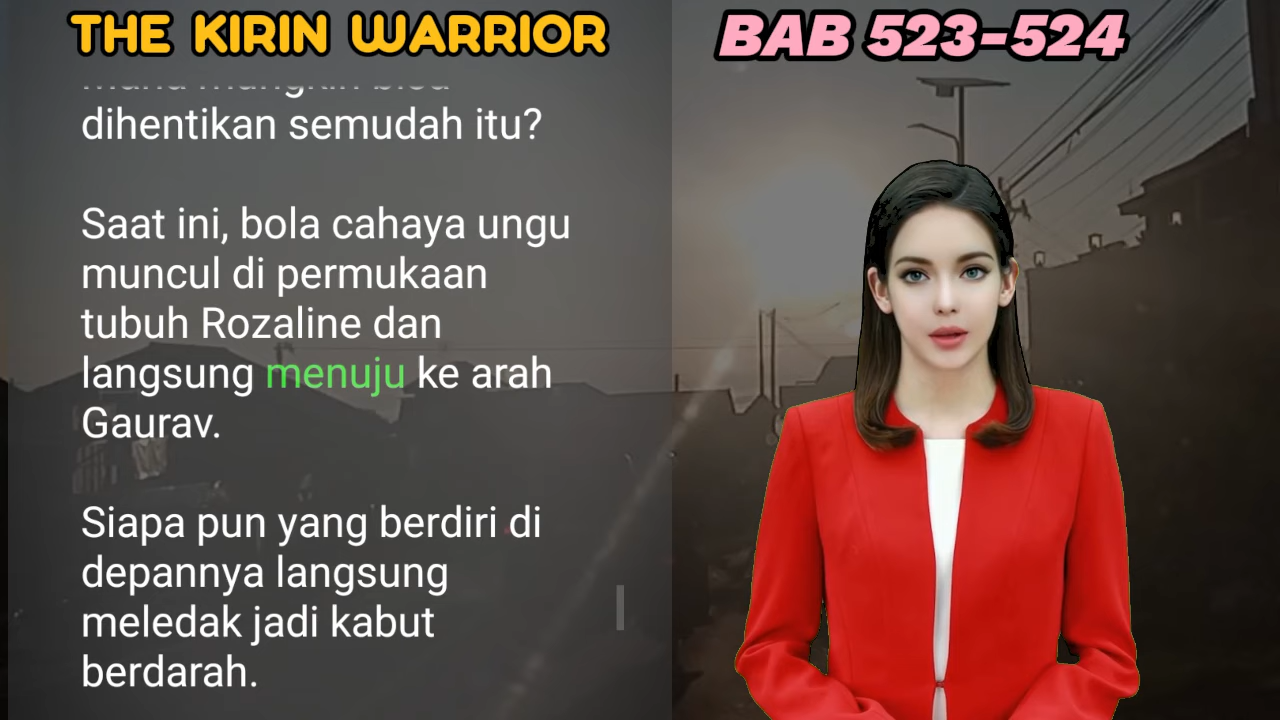 THE KIRIN WARRIOR
BAB 523-524
dihentikan semudah itu?
Saat ini, bola cahaya ungu
muncul di permukaan
tubuh Rozaline dan
langsung menuju ke arah
Gaurav.
Siapa pun yang berdiri di
depannya langsung
meledak jadi kabut
berdarah.